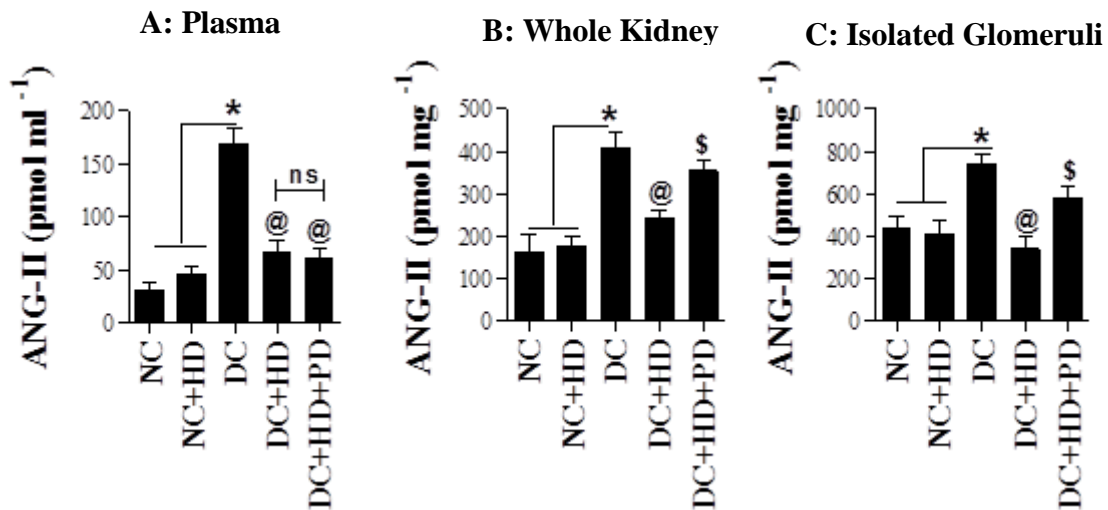 A: Plasma
ANG-II (pmol ml -1)
200
150
100
50
0
*
ns
@
@
NC
NC+HD
DC
DC+HD
DC+HD+PD
B: Whole Kidney
ANG-II (pmol mg -1)
500
400
300
200
100
0
*
@
$
NC
NC+HD
DC
DC+HD
DC+HD+PD
C: Isolated Glomeruli
ANG-II (pmol mg -1)
1000
800
600
400
200
0
*
@
$
NC
NC+HD
DC
DC+HD
DC+HD+PD